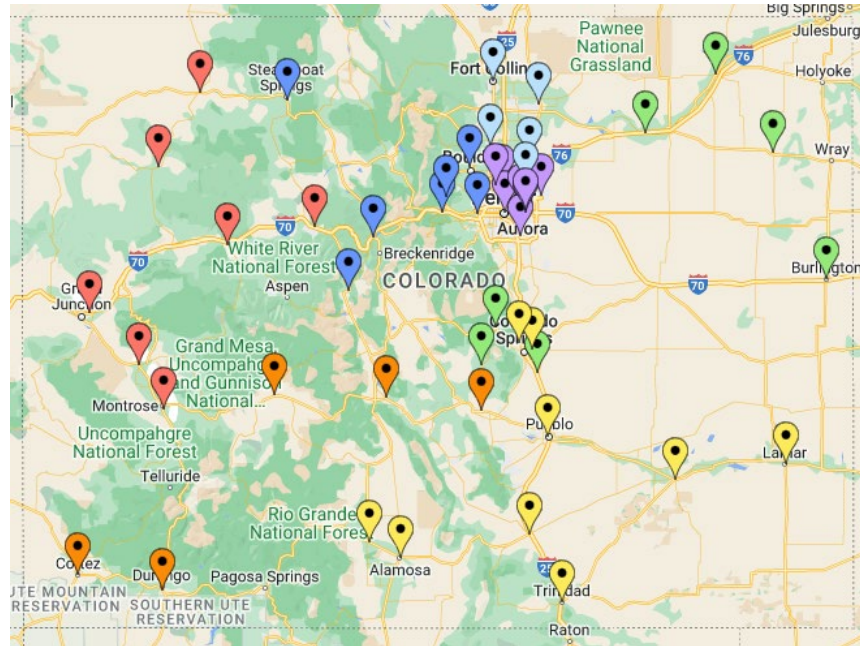 Big Springs
Julesburg
25
Pawnee
National
Grassland
76
Steamboat
Springs
Fort Collins
Holyoke
76
Wray
70
70
Aurora
White River
National Forest
Breckenridge
70
Aspen
COLORADO
Burlington
70
Grand
Junction
Colorado
Springs
Grand Mesa,
Uncompahgre
and Gunnison
National...
Montrose
Uncompahgre
National Forest
Pueblo
Lamar
Telluride
Rio Grande
National Forest
Alamosa
Cortez
Durango
Pagosa Springs
25
Trinidad
UTE MOUNTAIN
RESERVATION
SOUTHERN UTE
RESERVATION
Raton